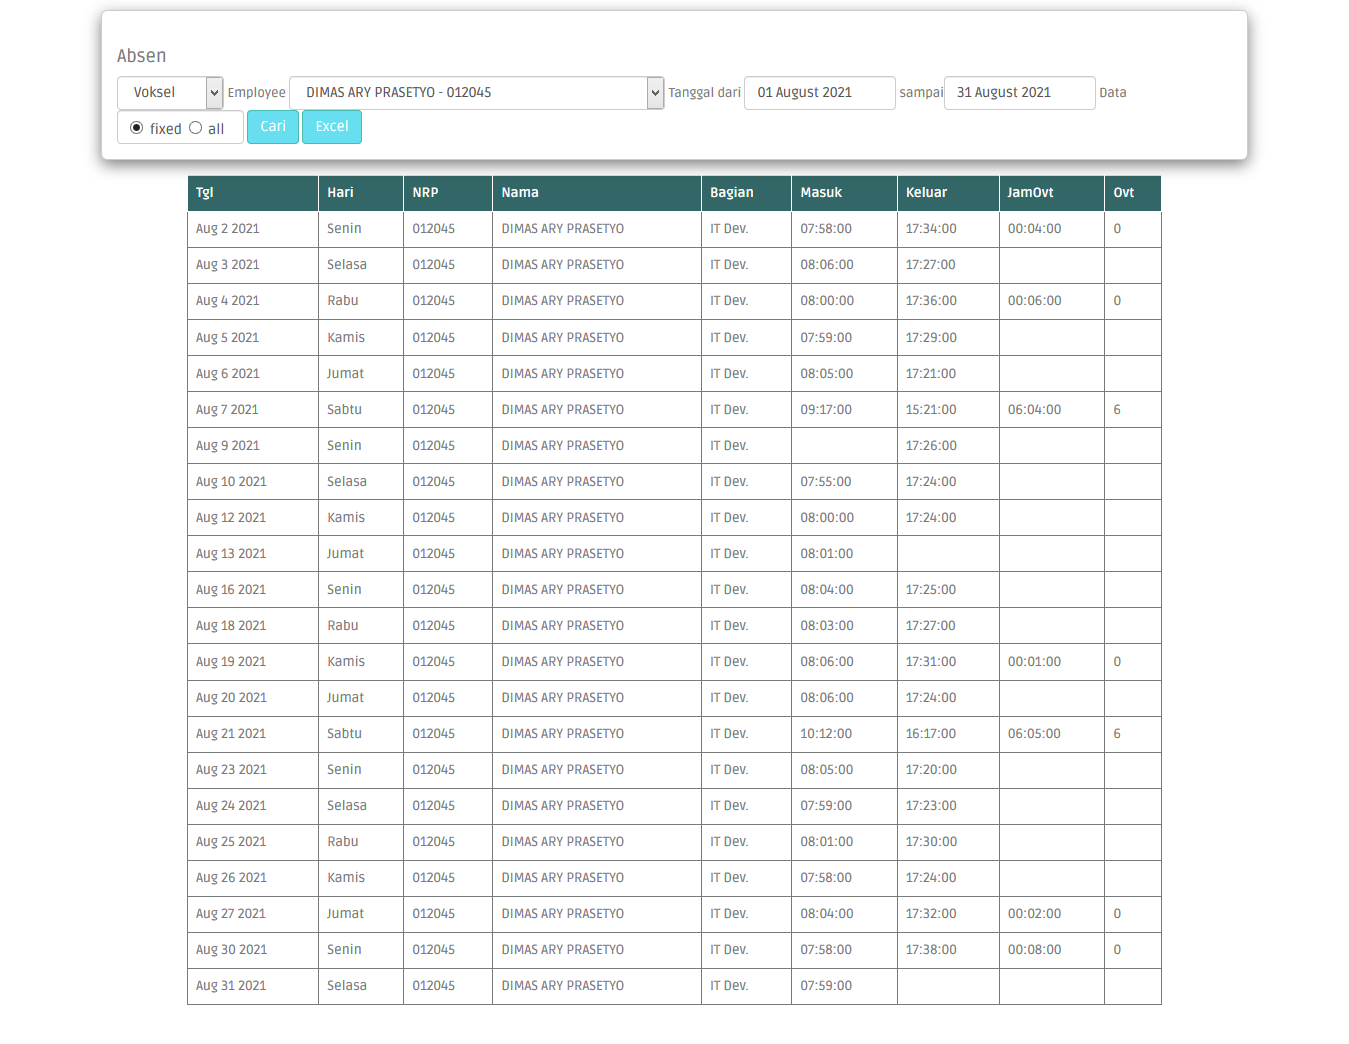 Absen
Voksel Employee DIMAS ARY PRASETYO - 012045 Tanggal dari 01 August 2021 sampai 31 August 2021 Data
fixed all Cari Excel
Tgl Hari NRP Nama Bagian Masuk Keluar JamOvt Ovt
Aug 2 2021 Senin 012045 DIMAS ARY PRASETYO IT Dev. 07:58:00 17:34:00 00:04:00 0
Aug 3 2021 Selasa 012045 DIMAS ARY PRASETYO IT Dev. 08:06:00 17:27:00
Aug 4 2021 Rabu 012045 DIMAS ARY PRASETYO IT Dev. 08:00:00 17:36:00 00:06:00 0
Aug 5 2021 Kamis 012045 DIMAS ARY PRASETYO IT Dev. 07:59:00 17:29:00
Aug 6 2021 Jumat 012045 DIMAS ARY PRASETYO IT Dev. 08:05:00 17:21:00
Aug 7 2021 Sabtu 012045 DIMAS ARY PRASETYO IT Dev. 09:17:00 15:21:00 06:04:00 6
Aug 9 2021 Senin 012045 DIMAS ARY PRASETYO IT Dev. 17:26:00
Aug 10 2021 Selasa 012045 DIMAS ARY PRASETYO IT Dev. 07:55:00 17:24:00
Aug 12 2021 Kamis 012045 DIMAS ARY PRASETYO IT Dev. 08:00:00 17:24:00
Aug 13 2021 Jumat 012045 DIMAS ARY PRASETYO IT Dev. 08:01:00
Aug 16 2021 Senin 012045 DIMAS ARY PRASETYO IT Dev. 08:04:00 17:25:00
Aug 18 2021 Rabu 012045 DIMAS ARY PRASETYO IT Dev. 08:03:00 17:27:00
Aug 19 2021 Kamis 012045 DIMAS ARY PRASETYO IT Dev. 08:06:00 17:31:00 00:01:00 0
Aug 20 2021 Jumat 012045 DIMAS ARY PRASETYO IT Dev. 08:06:00 17:24:00
Aug 21 2021 Sabtu 012045 DIMAS ARY PRASETYO IT Dev. 10:12:00 16:17:00 06:05:00 6
Aug 23 2021 Senin 012045 DIMAS ARY PRASETYO IT Dev. 08:05:00 17:20:00
Aug 24 2021 Selasa 012045 DIMAS ARY PRASETYO IT Dev. 07:59:00 17:23:00
Aug 25 2021 Rabu 012045 DIMAS ARY PRASETYO IT Dev. 08:01:00 17:30:00
Aug 26 2021 Kamis 012045 DIMAS ARY PRASETYO IT Dev. 07:58:00 17:24:00
Aug 27 2021 Jumat 012045 DIMAS ARY PRASETYO IT Dev. 08:04:00 17:32:00 00:02:00 0
Aug 30 2021 Senin 012045 DIMAS ARY PRASETYO IT Dev. 07:58:00 17:38:00 00:08:00 0
Aug 31 2021 Selasa 012045 DIMAS ARY PRASETYO IT Dev. 07:59:00